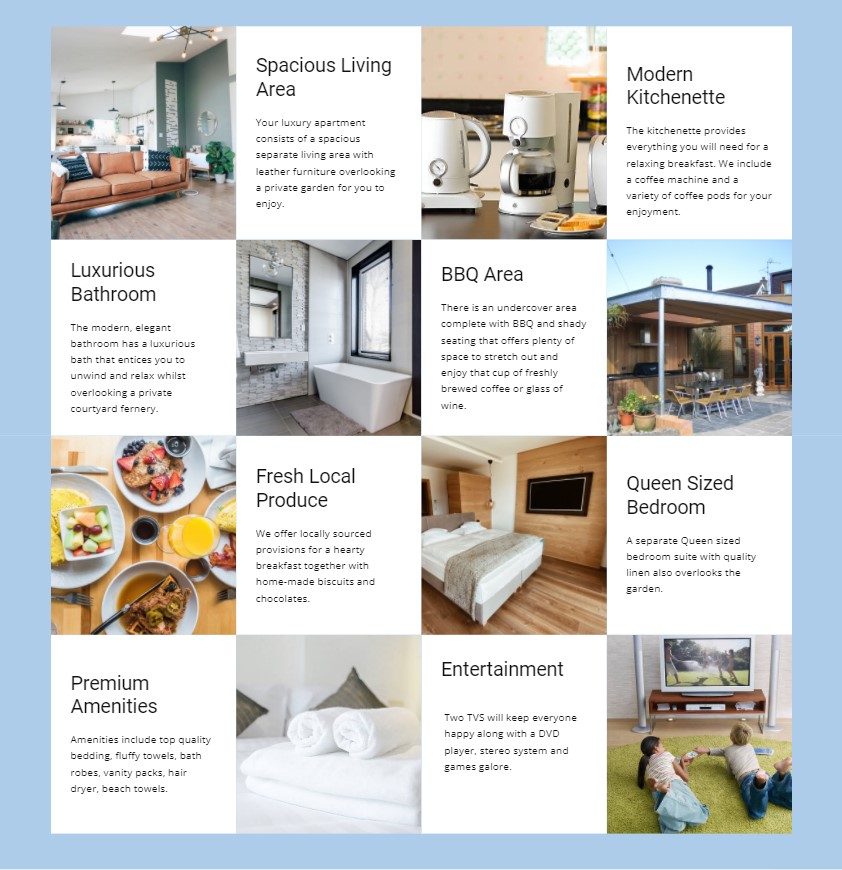 Spacious Living
Area
Your luxury apartment
consists of a spacious
separate living area with
leather furniture overlooking
a private garden for you to
enjoy.
Modern
Kitchenette
The kitchenette provides
everything you will need for a
relaxing breakfast. We include
a coffee machine and a
variety of coffee pods for your
enjoyment.
Luxurious
Bathroom
The modern, elegant
bathroom has a luxurious
bath that entices you to
unwind and relax whilst
overlooking a private
courtyard fernery.
BBQ Area
There is an undercover area
complete with BBQ and shady
seating that offers plenty of
space to stretch out and
enjoy that cup of freshly
brewed coffee or glass of
wine.
Fresh Local
Produce
We offer locally sourced
provisions for a hearty
breakfast together with
home-made biscuits and
chocolates.
Queen Sized
Bedroom
A separate Queen sized
bedroom suite with quality
linen also overlooks the
garden.
Premium
Amenities
Amenities include top quality
bedding, fluffy towels, bath
robes, vanity packs, hair
dryer, beach towels.
Entertainment
Two TVS will keep everyone
happy along with a DVD
player, stereo system and
games galore.